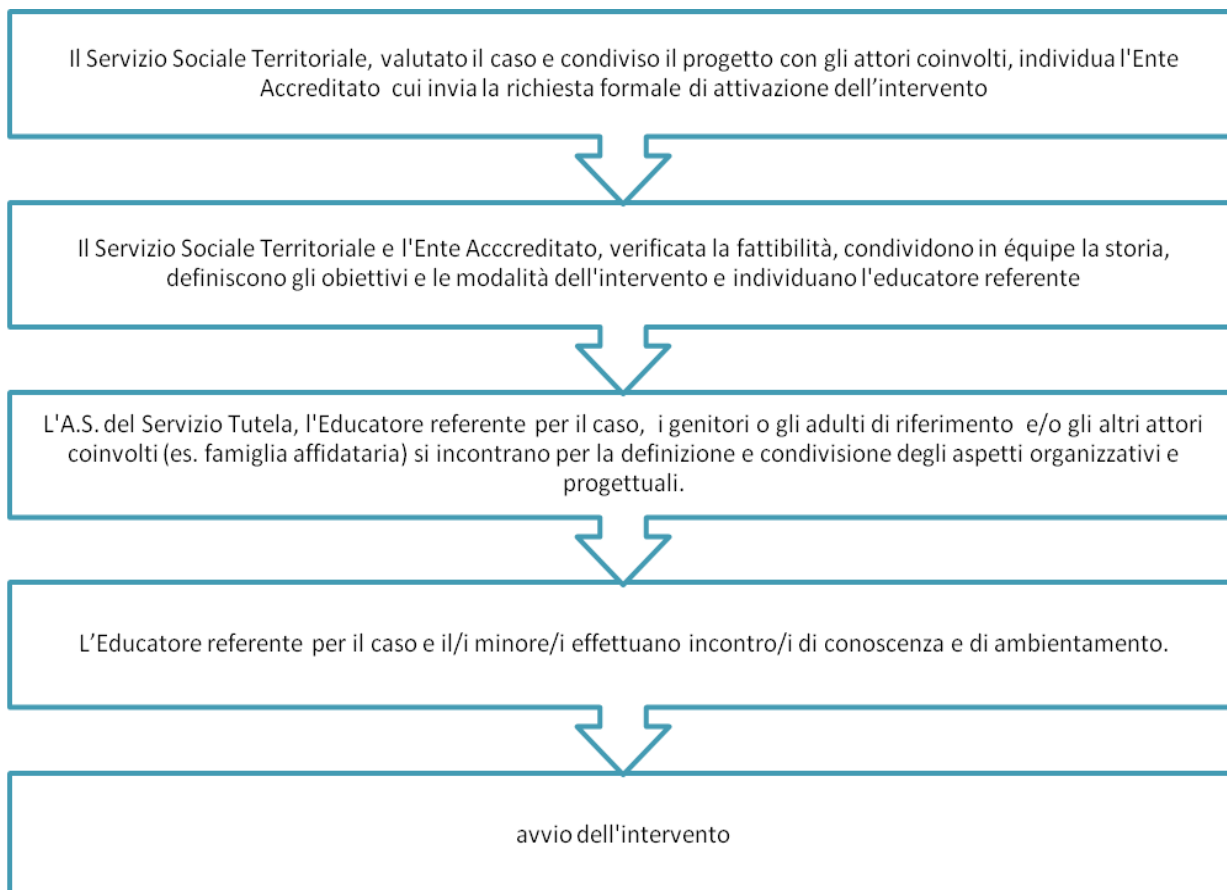 Il Servizio Sociale Territoriale, valutato il caso e condiviso il progetto con gli attori coinvolti, individua l'Ente
Accreditato cui invia la richiesta formale di attivazione dell’intervento
Il Servizio Sociale Territoriale e l'Ente Acccreditato, verificata la fattibilità, condividono in équipe la storia,
definiscono gli obiettivi e le modalità dell'intervento e individuano l'educatore referente
L'A.S. del Servizio Tutela, l'Educatore referente per il caso, i genitori o gli adulti di riferimento e/o gli altri attori
coinvolti (es. famiglia affidataria) si incontrano per la definizione e condivisione degli aspetti organizzativi e
progettuali.
L’Educatore referente per il caso e il/i minore/i effettuano incontro/i di conoscenza e di ambientamento.
avvio dell'intervento